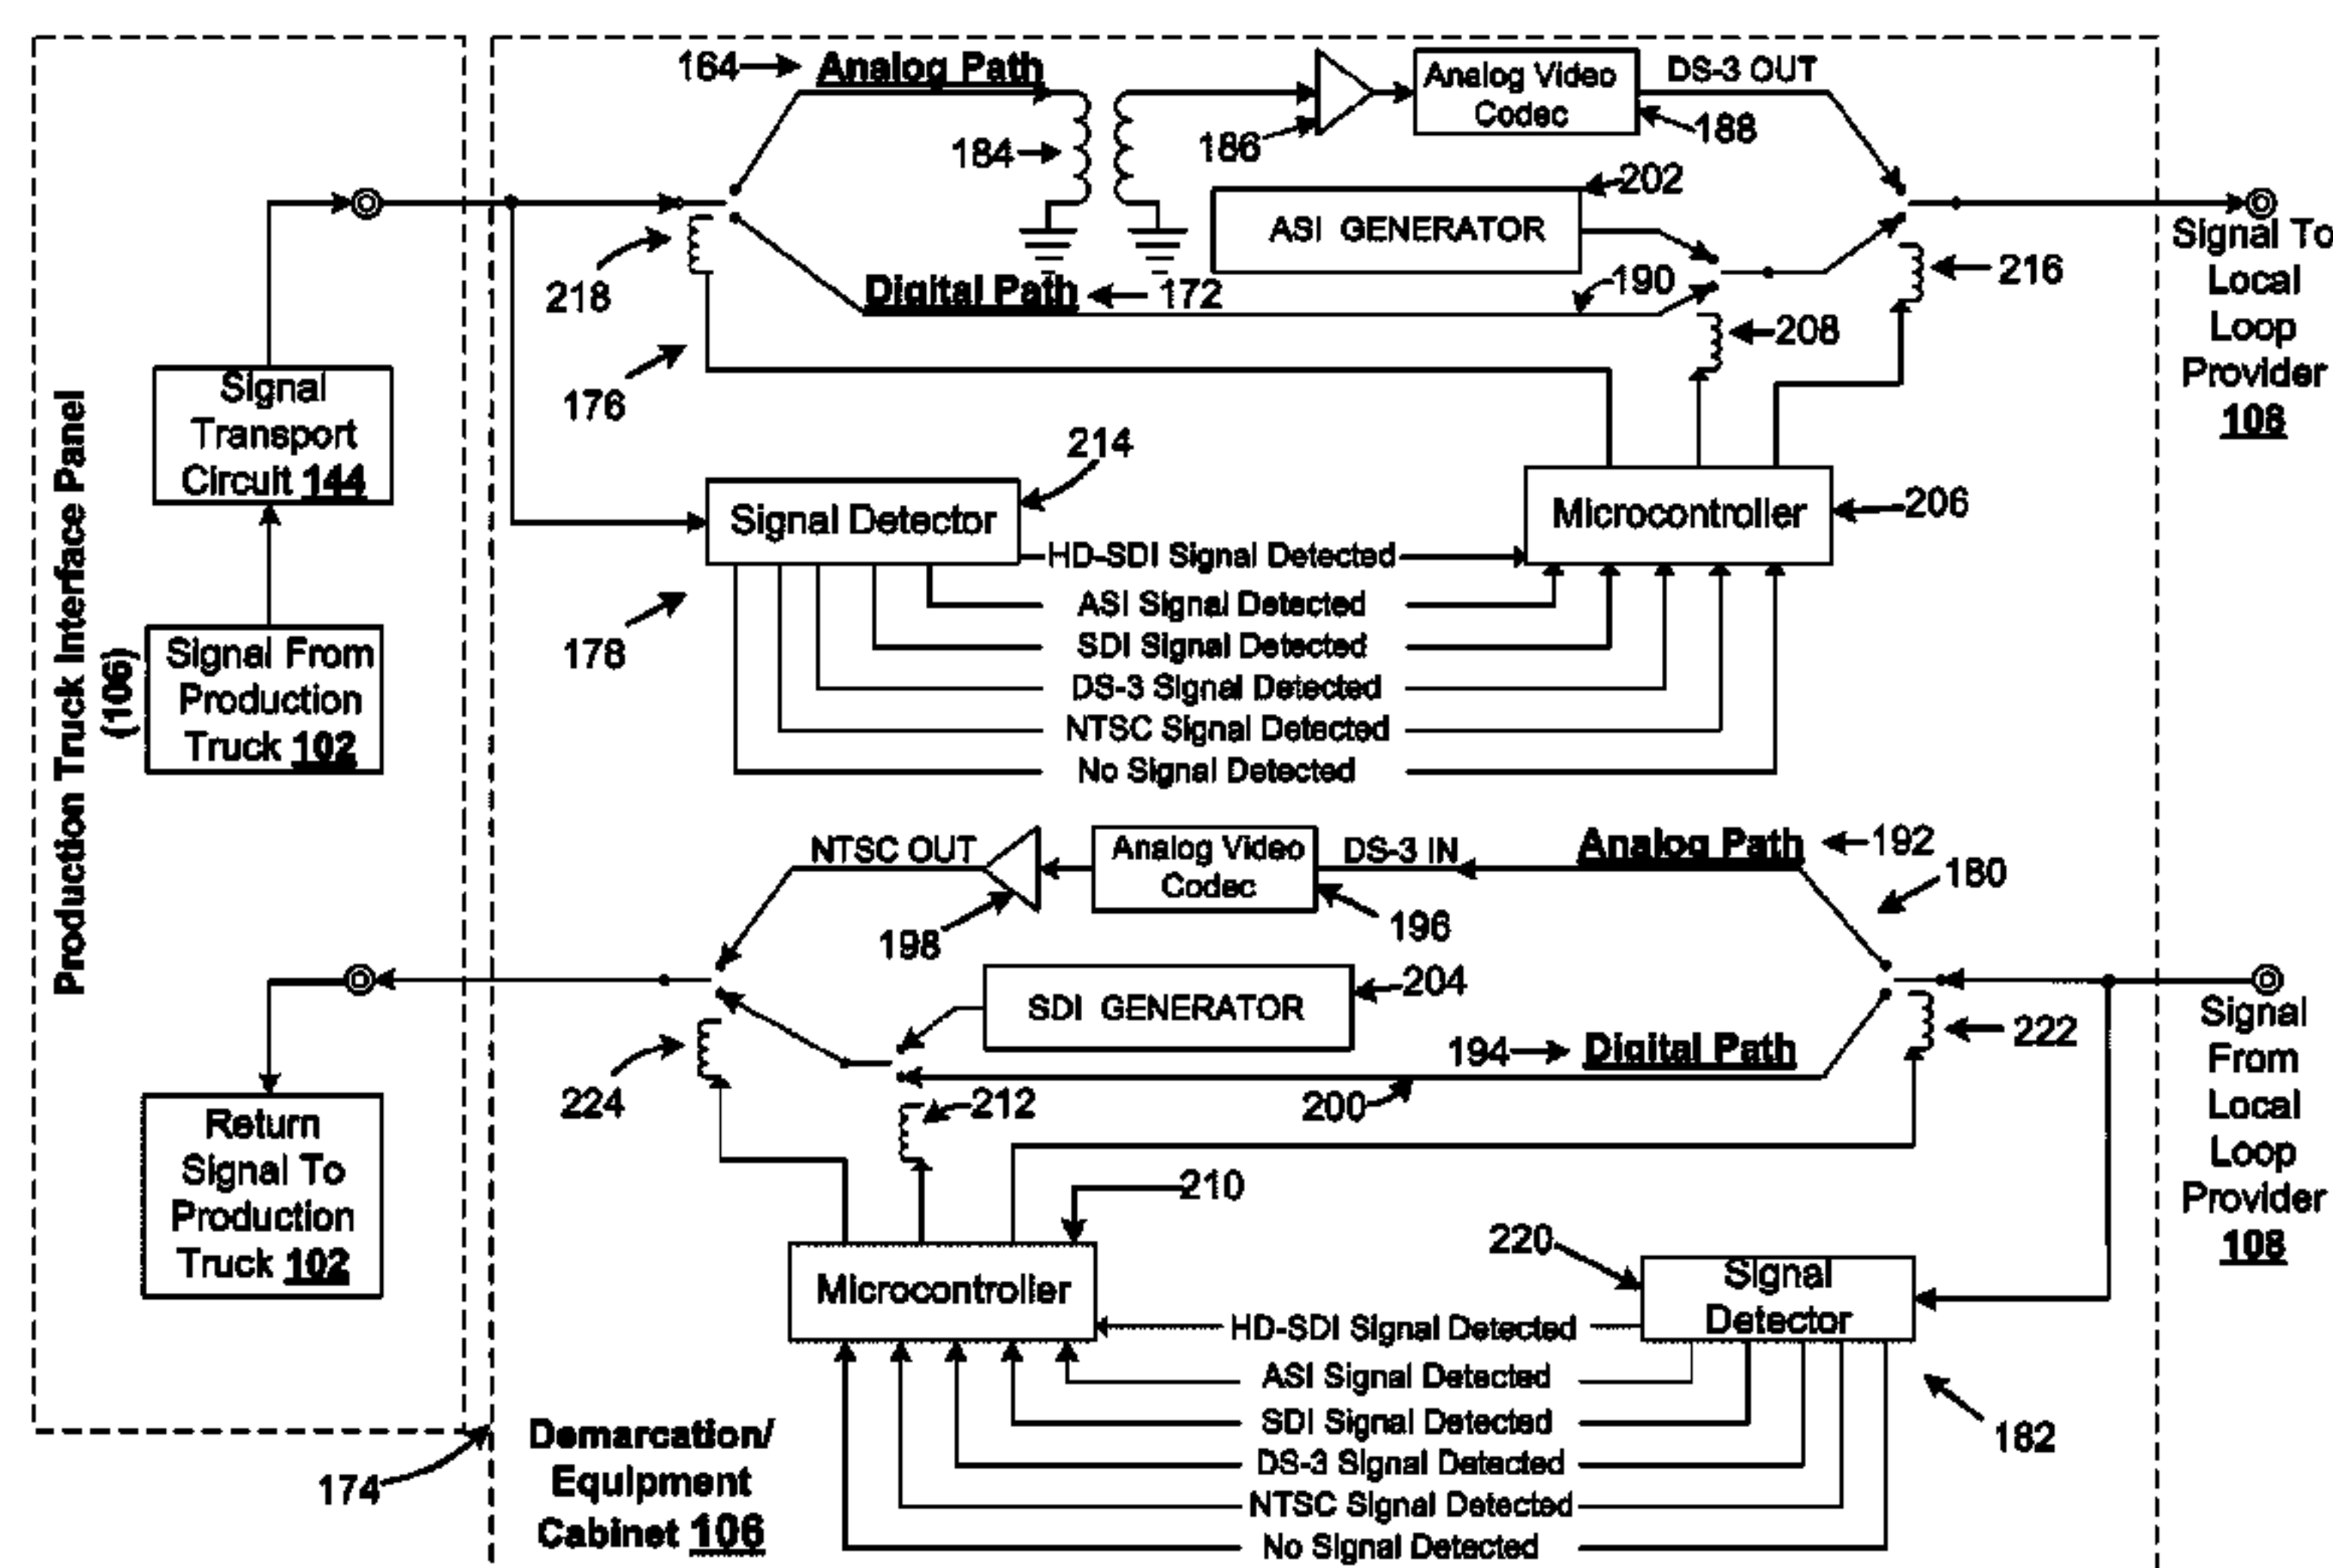 164
Analog Path
184
186
Analog Video
Codec
DS-3 OUT
188
202
ASI GENERATOR
Signal To
Local
Loop
Provider
108
216
218
Digital Path
172
190
208
176
Production Truck Interface Panel
(106)
Signal
Transport
Circuit 144
Signal From
Production
Truck 102
214
Signal Detector
178
Microcontroller
206
HD-SDI Signal Detected
ASI Signal Detected
SDI Signal Detected
DS-3 Signal Detected
NTSC Signal Detected
No Signal Detected
NTSC OUT
198
Analog Video
Codec
196
DS-3 IN
Analog Path
192
180
SDI GENERATOR
204
194
Digital Path
222
Signal
From
Local
Loop
Provider
108
224
212
200
Return
Signal To
Production
Truck 102
210
Microcontroller
220
Signal
Detector
182
HD-SDI Signal Detected
ASI Signal Detected
SDI Signal Detected
DS-3 Signal Detected
NTSC Signal Detected
No Signal Detected
174
Demarcation/
Equipment
Cabinet 106